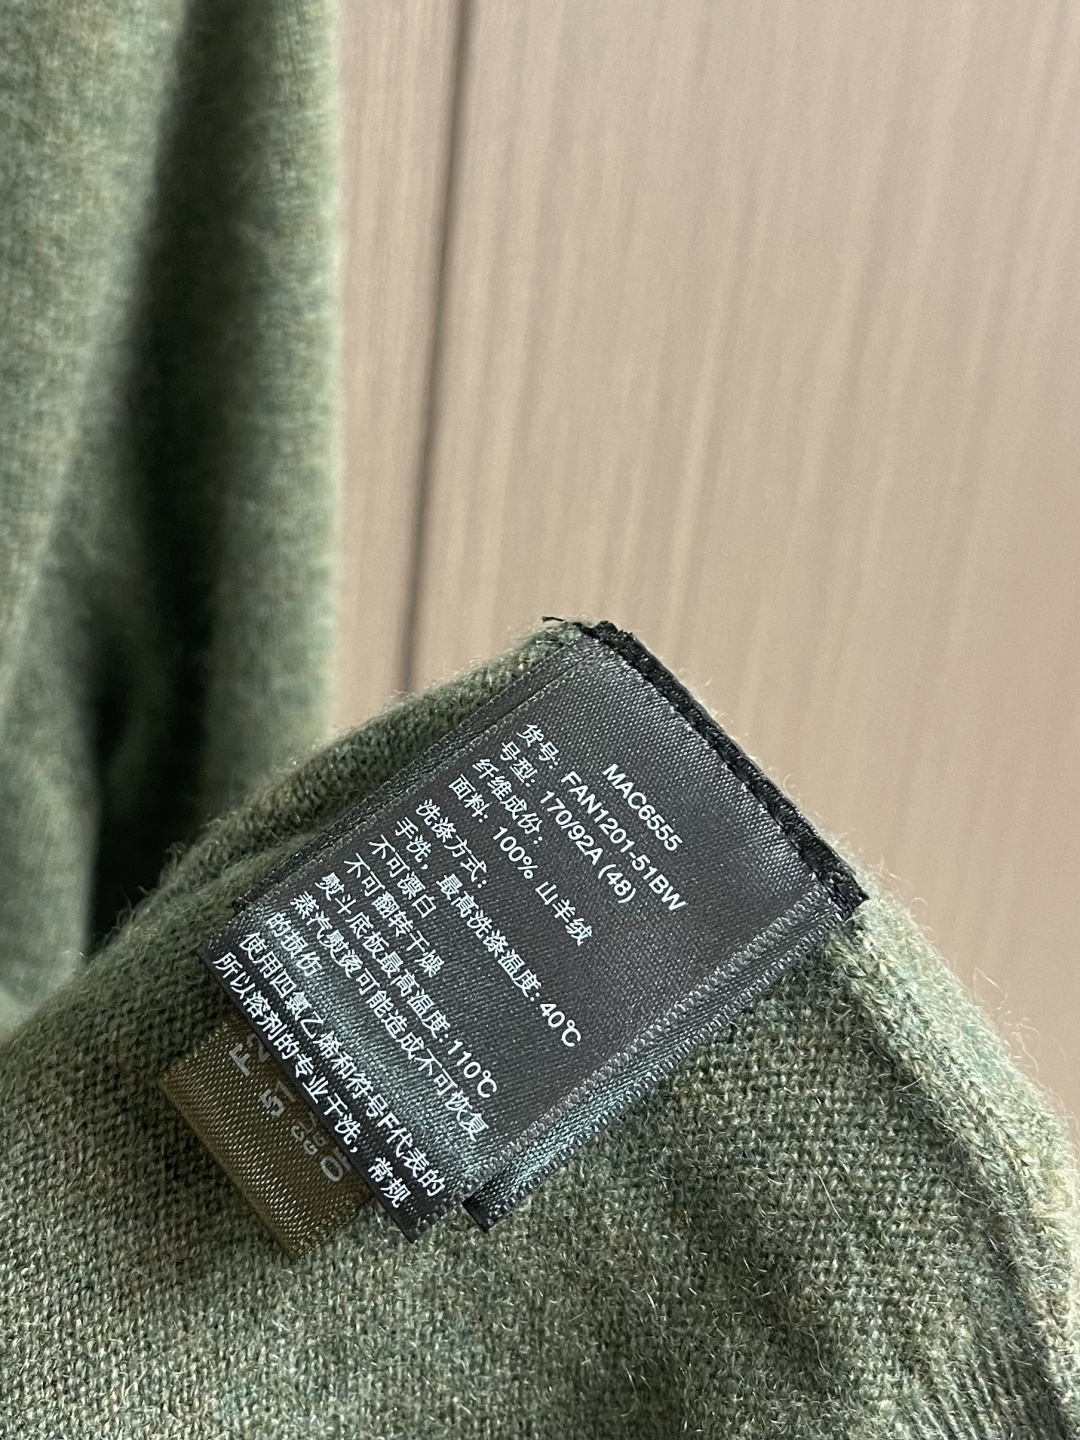 MAC6555
货号: FAN1201-51BW
号型: 170/92A (48)
纤维成份:
面料: 100% 山羊绒
洗涤方式:
手洗，最高洗涤温度: 40℃
不可漂白
不可翻转干燥
熨斗底板最高温度:110℃
蒸汽熨烫可能造成不可恢复
的损伤
使用四氯乙烯和符号F代表的
所以溶剂的专业干洗，常规